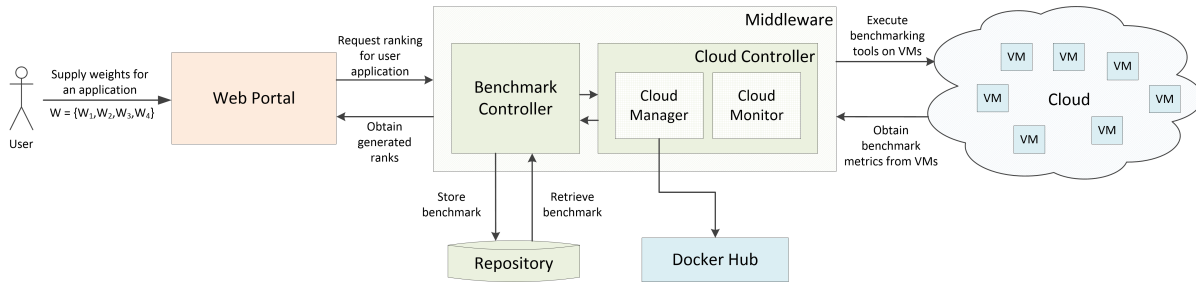 User
Supply weights for
an application
W = {W₁,W₂,W₃,W₄}
Web Portal
Request ranking
for user
application
Obtain
generated
ranks
Middleware
Benchmark
Controller
Cloud Controller
Cloud
Manager
Cloud
Monitor
Store
benchmark
Retrieve
benchmark
Repository
Docker Hub
Execute
benchmarking
tools on VMs
Obtain
benchmark
metrics from VMs
Cloud
VM
VM
VM
VM
VM
VM
VM